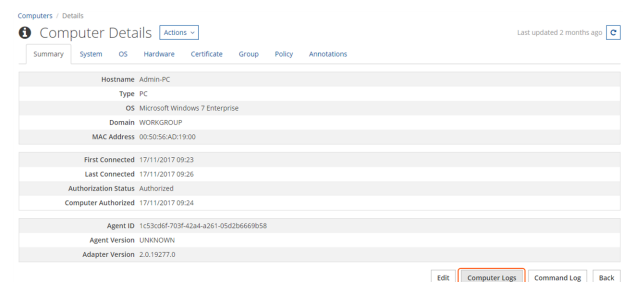 Computers / Details
Computer Details Actions
Last updated 2 months ago
Summary System OS Hardware Certificate Group Policy Annotations
Hostname Admin-PC
Type PC
OS Microsoft Windows 7 Enterprise
Domain WORKGROUP
MAC Address 00:50:56:AD:19:00
First Connected 17/11/2017 09:23
Last Connected 17/11/2017 09:26
Authorization Status Authorized
Computer Authorized 17/11/2017 09:24
Agent ID 1c53cd6f-703f-42a4-a261-05d2b6669b58
Agent Version UNKNOWN
Adapter Version 2.0.19277.0
Edit Computer Logs Command Log Back